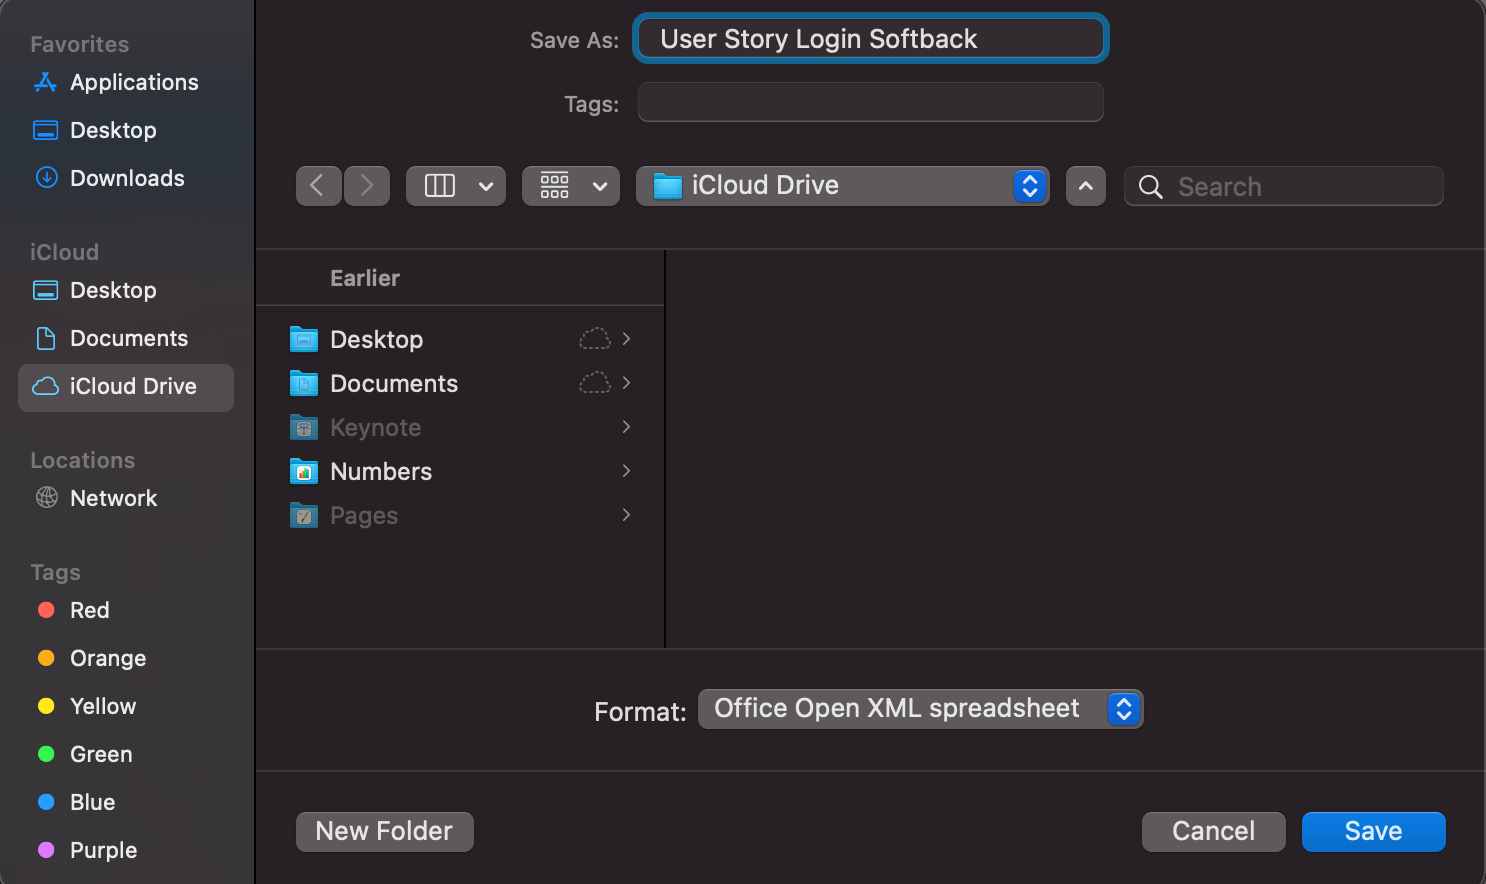 Favorites
Applications
Desktop
Downloads
iCloud
Desktop
Documents
iCloud Drive
Locations
Network
Tags
Red
Orange
Yellow
Green
Blue
Purple
Save As: User Story Login Softback
Tags:
iCloud Drive
Search
Earlier
Desktop
Documents
Keynote
Numbers
Pages
Format: Office Open XML spreadsheet
New Folder
Cancel
Save